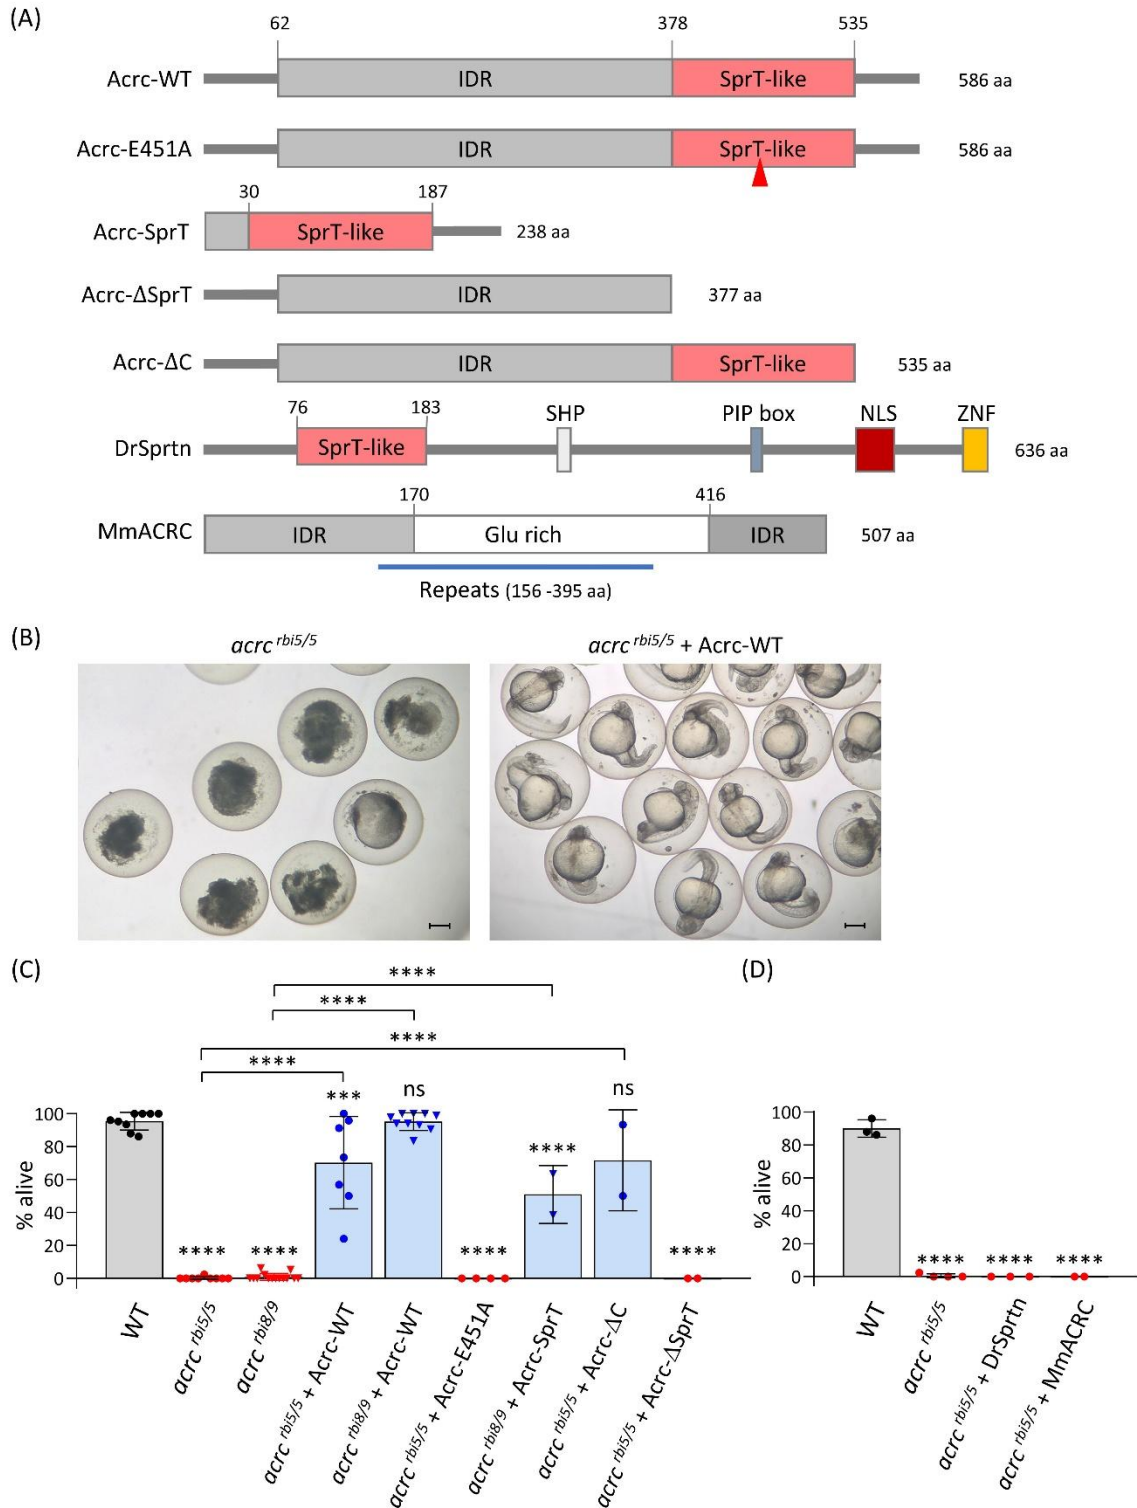 (A)
62 378 535
Acrc-WT IDR SprT-like 586 aa
Acrc-E451A IDR SprT-like 586 aa
30 187
Acrc-SprT SprT-like 238 aa
Acrc-ΔSprT IDR 377 aa
Acrc-ΔC IDR SprT-like 535 aa
76 183 SHP PIP box NLS ZNF
DrSprtn SprT-like 636 aa
170 416
MmACRC IDR Glu rich IDR 507 aa
Repeats (156 -395 aa)
(B)
acrc rbi5/5 acrc rbi5/5 + Acrc-WT
(C) (D)
****
****
****
****
*** ns ns
**** **** **** **** ****
% alive
100
80
60
40
20
0
WT
acrc rbi5/5
acrc rbi8/9
acrc rbi5/5 + Acrc-WT
acrc rbi8/9 + Acrc-WT
acrc rbi5/5 + Acrc-E451A
acrc rbi8/9 + Acrc-SprT
acrc rbi5/5 + Acrc-ΔC
acrc rbi5/5 + Acrc-ΔSprT
% alive
100
80
60
40
20
0
**** **** ****
WT
acrc rbi5/5
acrc rbi5/5 + DrSprtn
acrc rbi5/5 + MmACRC